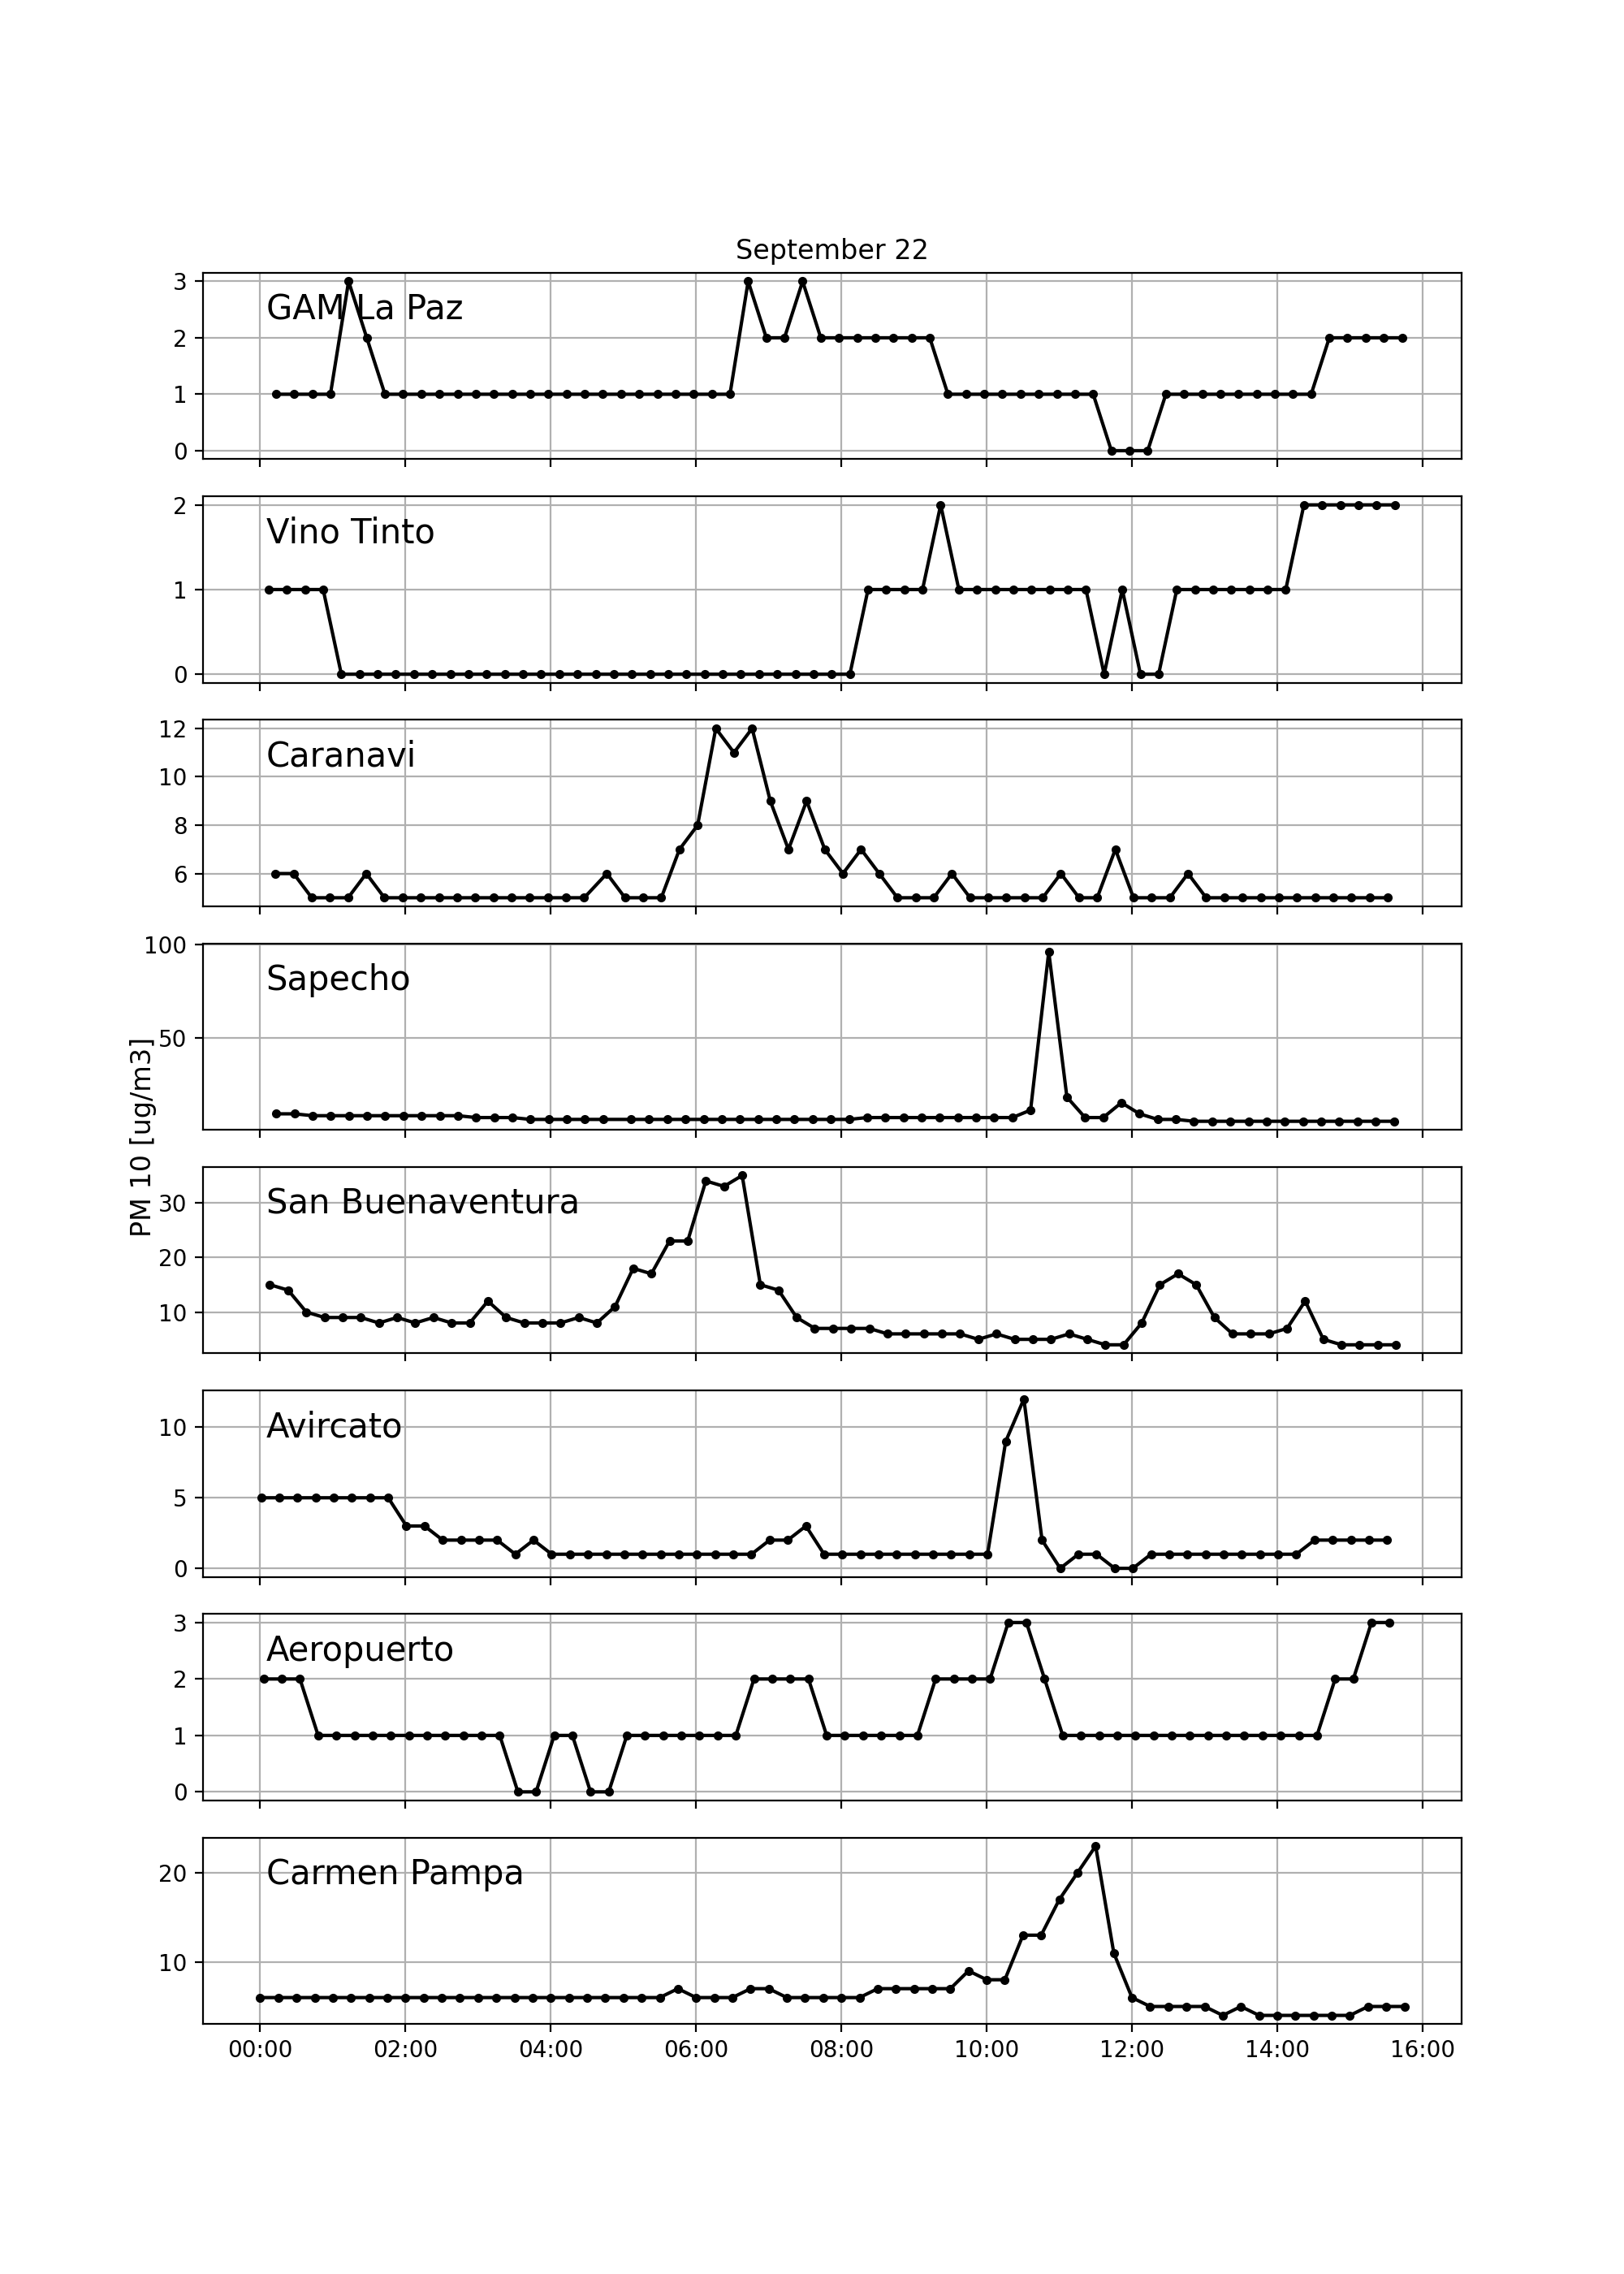 September 22
3
GAM La Paz
2
1
0
2
Vino Tinto
1
0
12
Caranavi
10
8
6
100
Sapecho
50
PM 10 [ug/m3]
30
San Buenaventura
20
10
10
Avircato
5
0
3
Aeropuerto
2
1
0
20
Carmen Pampa
10
00:00 02:00 04:00 06:00 08:00 10:00 12:00 14:00 16:00